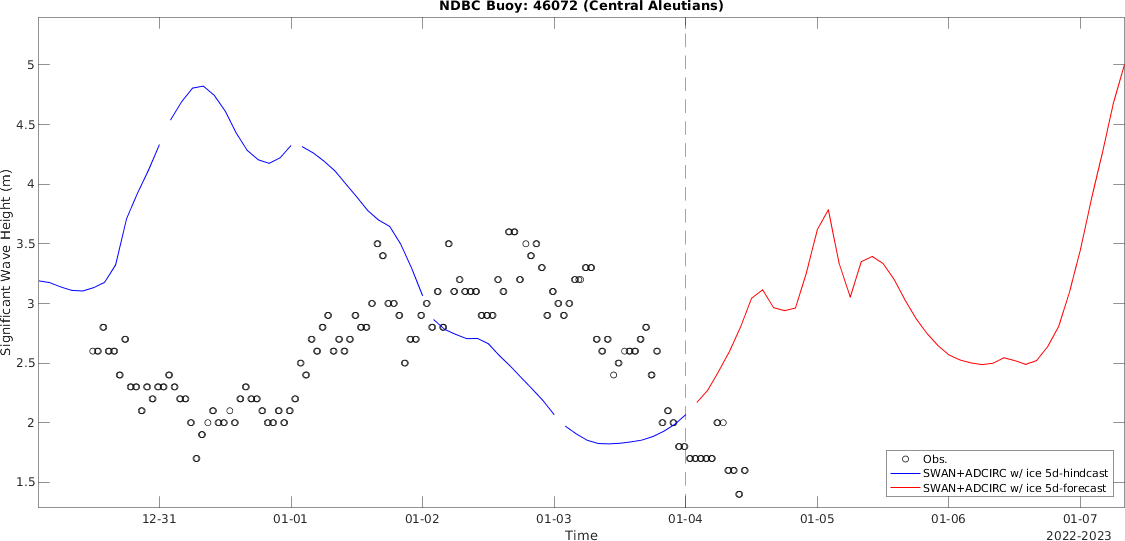 NDBC Buoy: 46072 (Central Aleutians)
Significant Wave Height (m)
5
4.5
4
3.5
3
2.5
2
1.5
Obs.
SWAN+ADCIRC w/ ice 5d-hindcast
SWAN+ADCIRC w/ ice 5d-forecast
12-31
01-01
01-02
01-03
01-04
01-05
01-06
01-07
Time
2022-2023